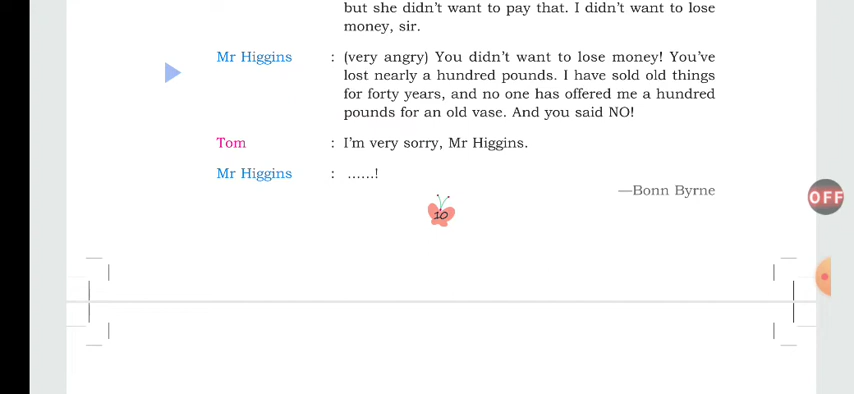 but she didn't want to pay that. I didn't want to lose
money, sir.
Mr Higgins : (very angry) You didn't want to lose money! You've
lost nearly a hundred pounds. I have sold old things
for forty years, and no one has offered me a hundred
pounds for an old vase. And you said NO!
Tom : I'm very sorry, Mr Higgins.
Mr Higgins : ......!
—Bonn Byrne
10
OFF